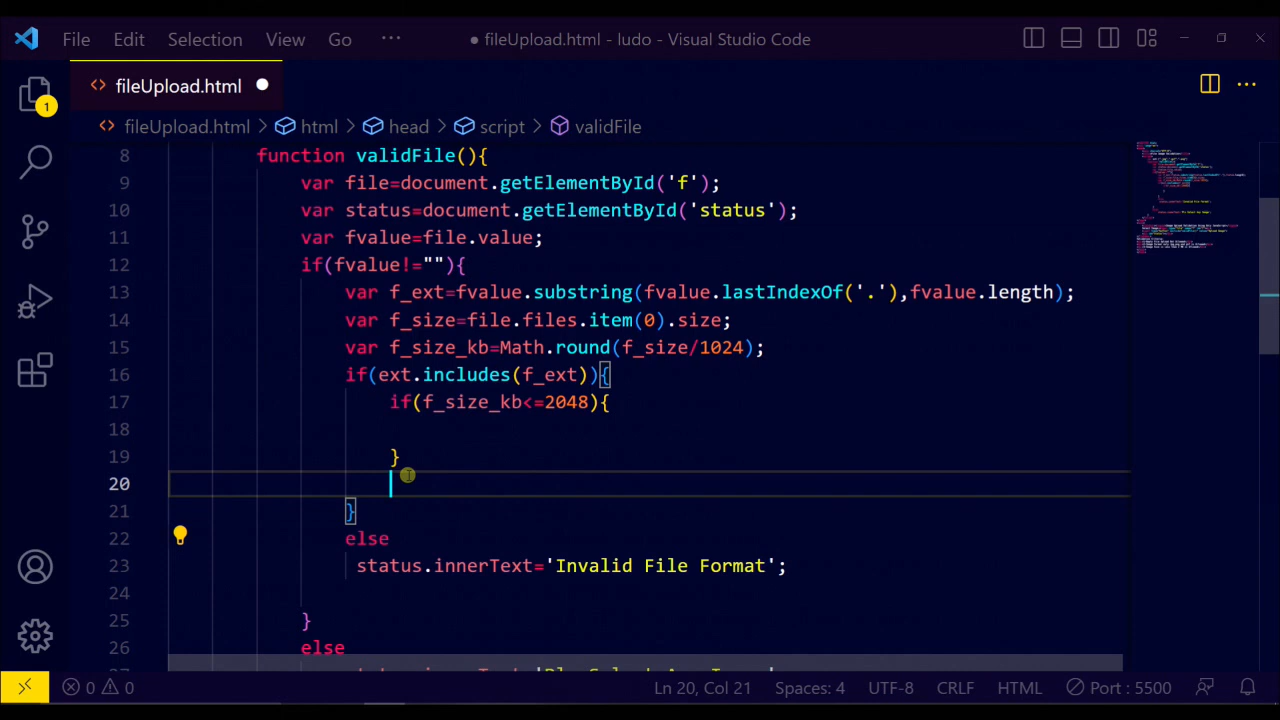 File Edit Selection View Go ··· ● fileUpload.html - ludo - Visual Studio Code
<> fileUpload.html ●
1
<> fileUpload.html > html > head > script > validFile
8 function validFile(){
9 var file=document.getElementById('f');
10 var status=document.getElementById('status');
11 var fvalue=file.value;
12 if(fvalue!=""){
13 var f_ext=fvalue.substring(fvalue.lastIndexOf('.'),fvalue.length);
14 var f_size=file.files.item(0).size;
15 var f_size_kb=Math.round(f_size/1024);
16 if(ext.includes(f_ext)){
17 if(f_size_kb<=2048){
18
19 }
20
21 }
22 else
23 status.innerText='Invalid File Format';
24
25 }
26 else
Ln 20, Col 21 Spaces: 4 UTF-8 CRLF HTML Port : 5500
0 0